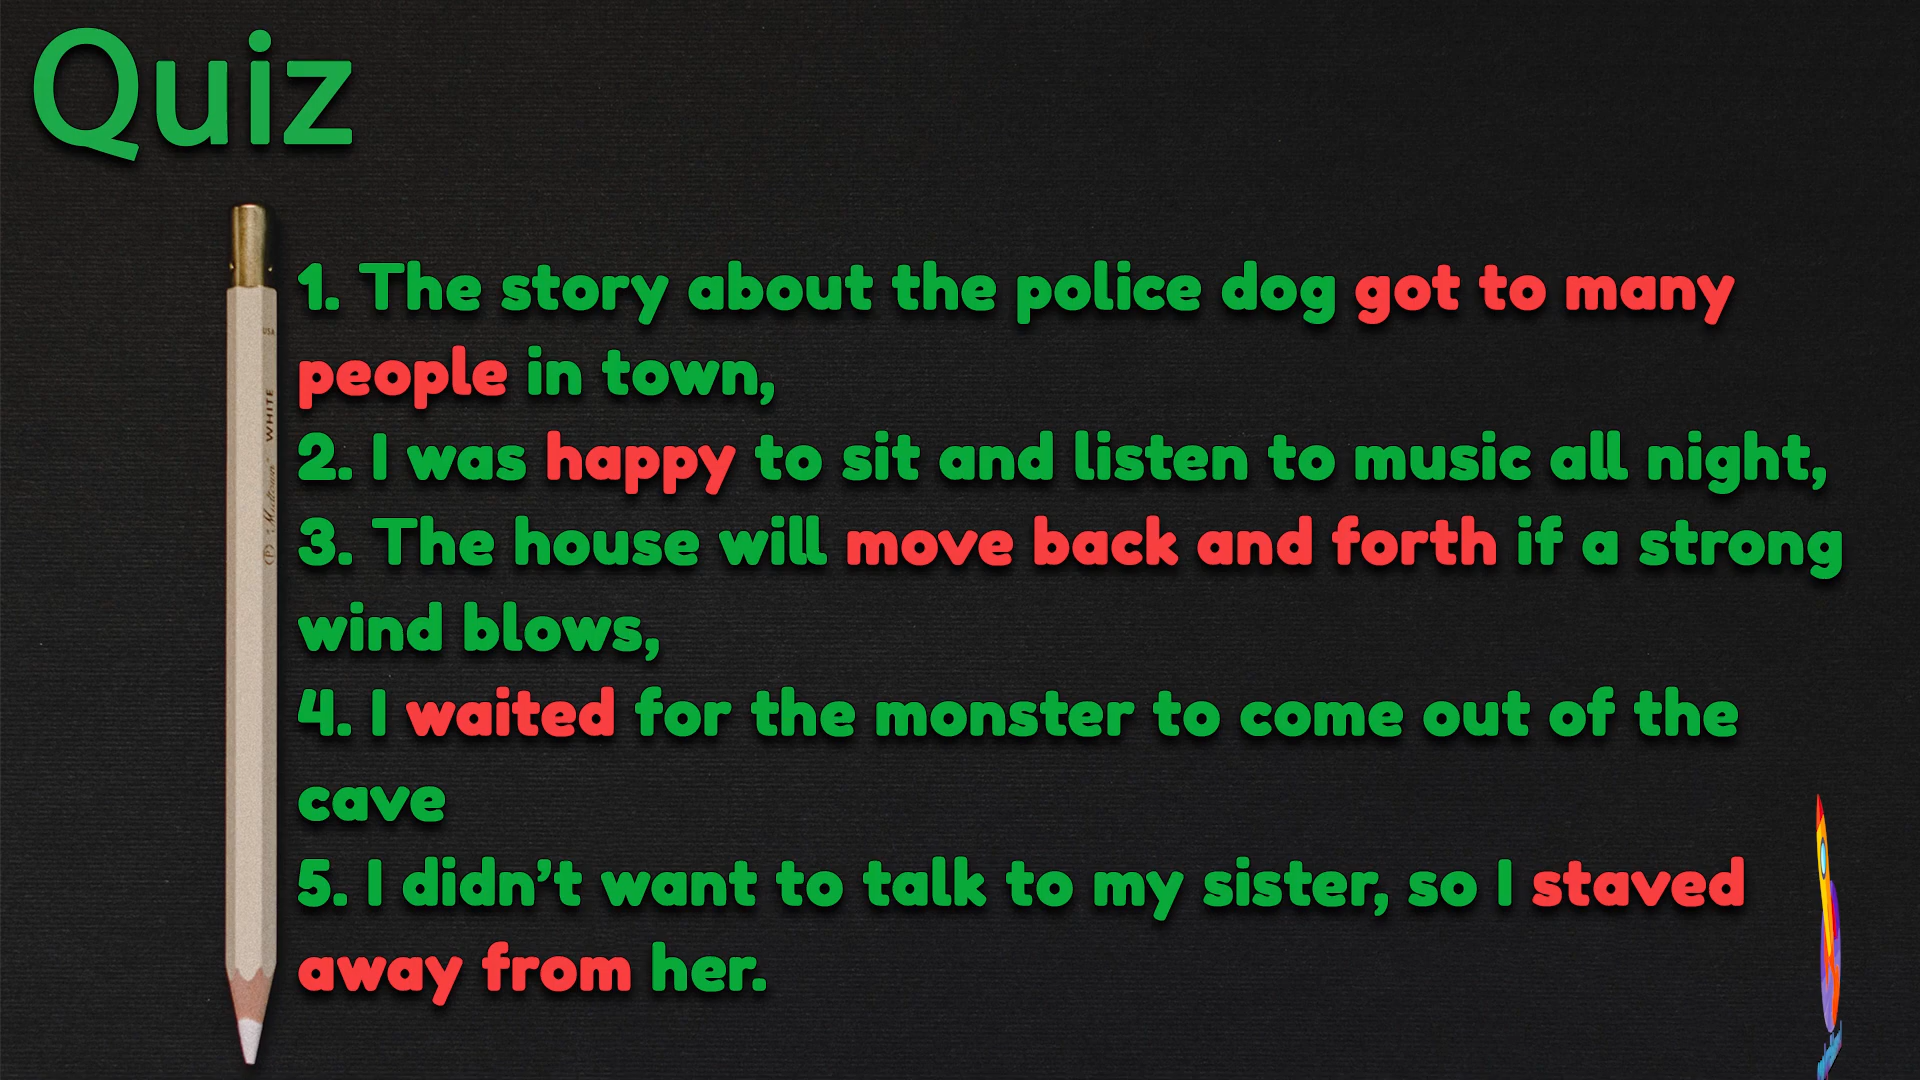 Quiz
1. The story about the police dog got to many
people in town,
2. I was happy to sit and listen to music all night,
3. The house will move back and forth if a strong
wind blows,
4. I waited for the monster to come out of the
cave
5. I didn’t want to talk to my sister, so I staved
away from her.
USA
WHITE